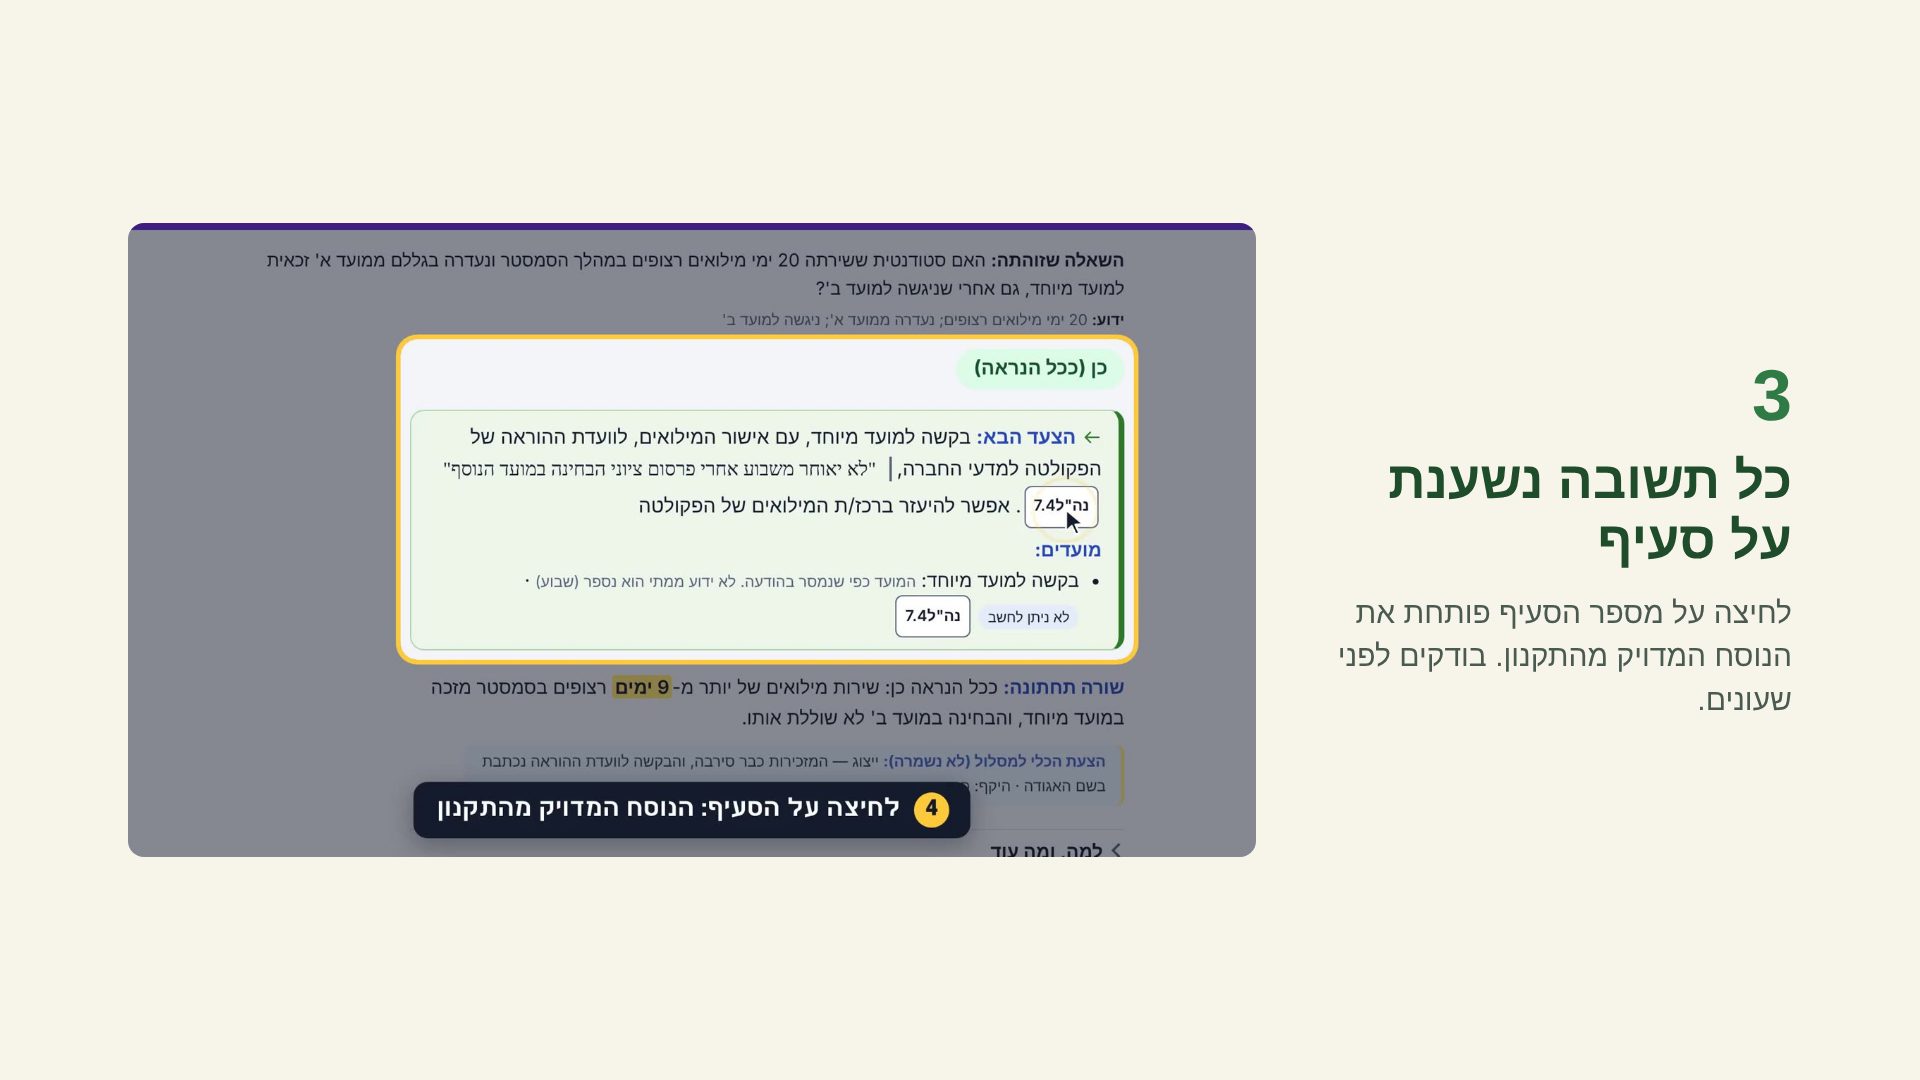 3
כל תשובה נשענת
על סעיף
לחיצה על מספר הסעיף פותחת את
הנוסח המדויק מהתקנון. בודקים לפני
שעונים.
השאלה שזוהתה: האם סטודנטית ששירתה 20 ימי מילואים רצופים במהלך הסמסטר ונעדרה בגללם ממועד א' זכאית
למועד מיוחד, גם אחרי שניגשה למועד ב'?
ידוע: 20 ימי מילואים רצופים; נעדרה ממועד א'; ניגשה למועד ב'
כן (ככל הנראה)
← הצעד הבא: בקשה למועד מיוחד, עם אישור המילואים, לוועדת ההוראה של
הפקולטה למדעי החברה, "לא יאוחר משבוע אחרי פרסום ציוני הבחינה במועד הנוסף"
נה"ל7.4 . אפשר להיעזר ברכז/ת המילואים של הפקולטה
מועדים:
• בקשה למועד מיוחד: המועד כפי שנמסר בהודעה. לא ידוע ממתי הוא נספר (שבוע) ·
לא ניתן לחשב נה"ל7.4
שורה תחתונה: ככל הנראה כן: שירות מילואים של יותר מ-9 ימים רצופים בסמסטר מזכה
במועד מיוחד, והבחינה במועד ב' לא שוללת אותו.
הצעת הכלי למסלול (לא נשמרה): ייצוג — המזכירות כבר סירבה, והבקשה לוועדת ההוראה נכתבת
בשם האגודה · היקף:
4 לחיצה על הסעיף: הנוסח המדויק מהתקנון
למה, ומה עוד